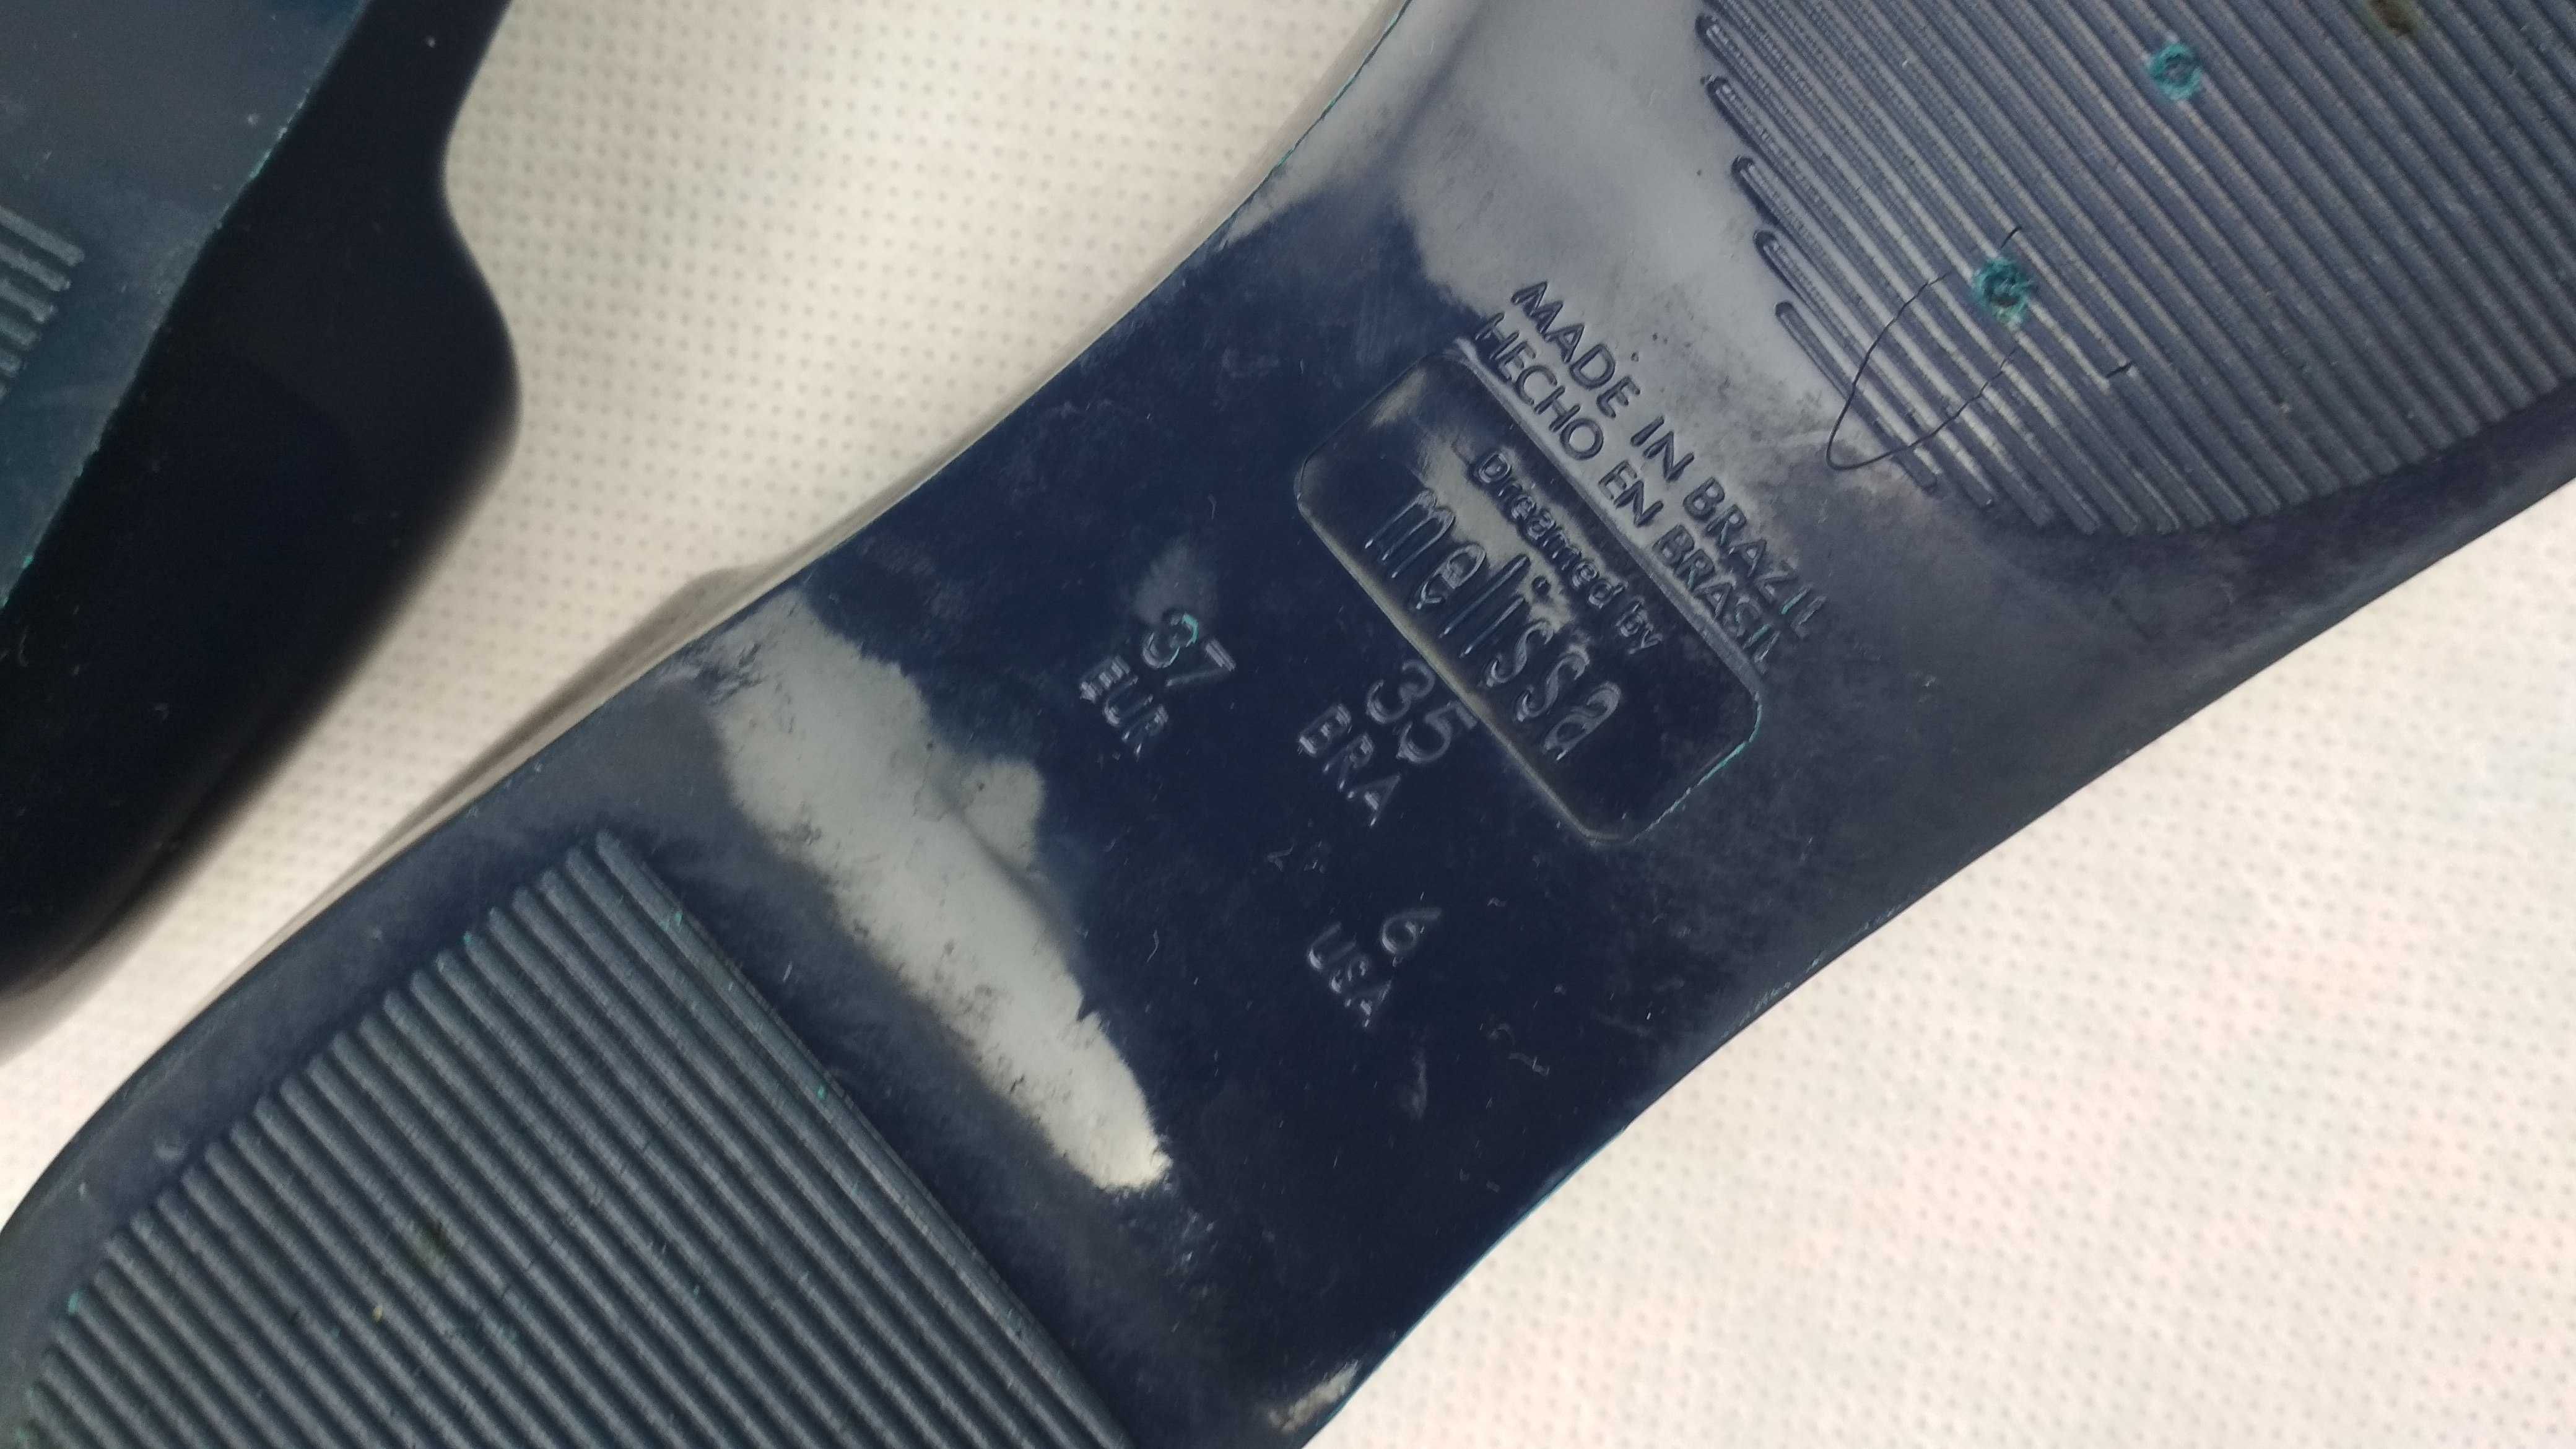 MADE IN BRAZIL
HECHO EN BRASIL
Dreamed by
melissa
37
EUR
35
BRA
6
USA